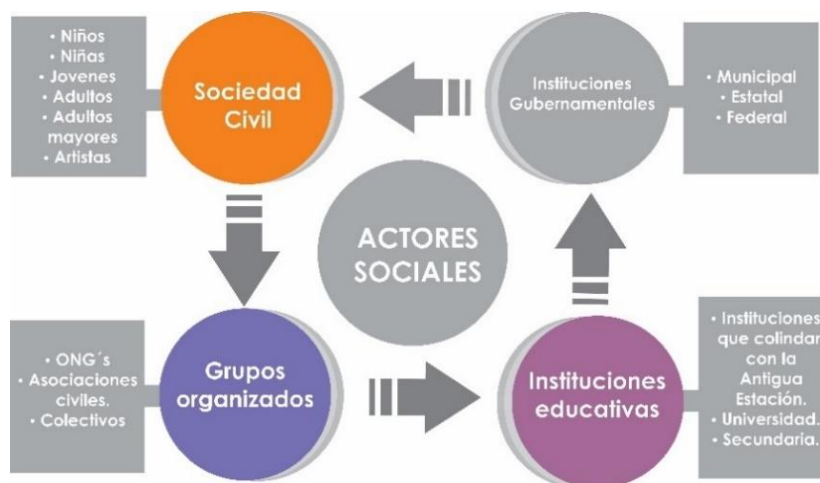 • Niños
• Niñas
• Jovenes
• Adultos
• Adultos
mayores
• Artistas
Sociedad
Civil
Instituciones
Gubernamentales
• Municipal
• Estatal
• Federal
ACTORES
SOCIALES
• ONG´s
• Asociaciones
civiles.
• Colectivos
Grupos
organizados
Instituciones
educativas
• Instituciones
que colindan
con la
Antigua
Estación.
• Universidad.
• Secundaria.